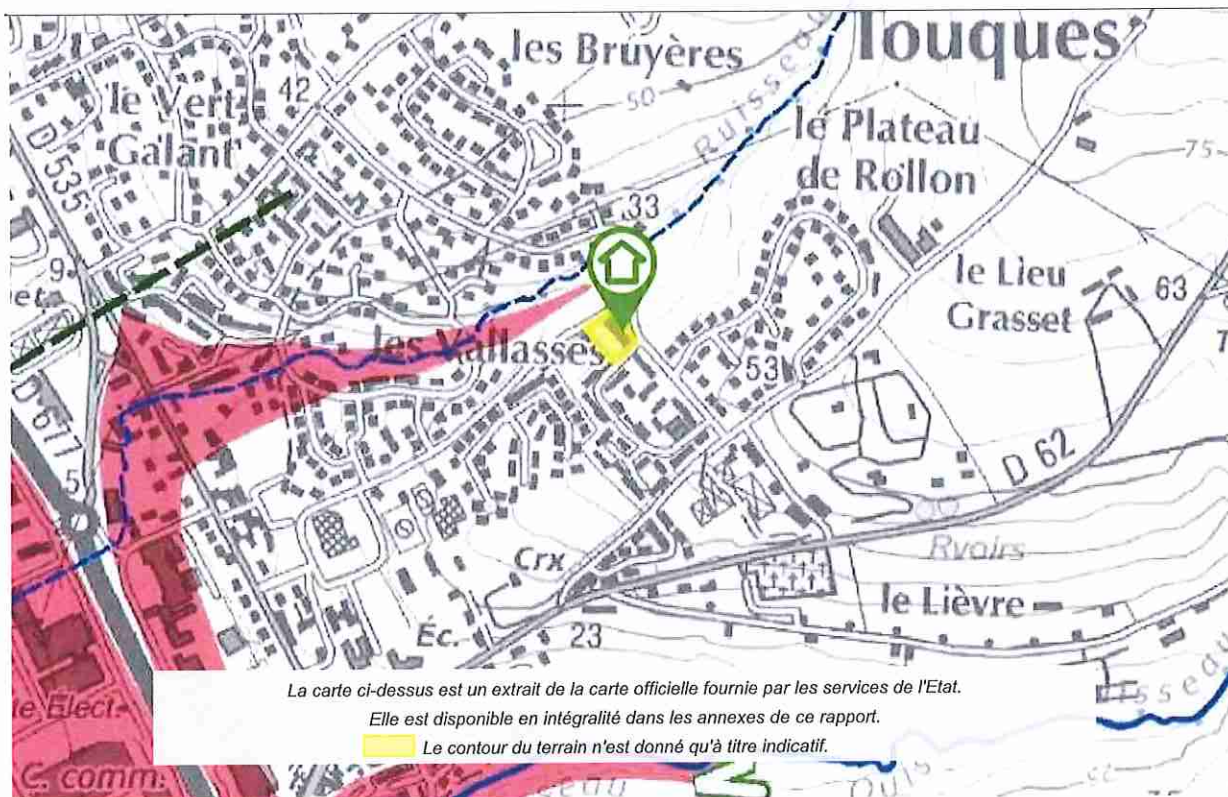 Touques
les Bruyères
50
Ruisseau
le Vert
Galant
42
D 535
le Plateau
de Rollon
75
33
9
le Lieu
Grasset
63
les Vallasses
53
D 677
5
D 62
Rvoirs
Crx
le Lièvre
Éc.
23
La carte ci-dessus est un extrait de la carte officielle fournie par les services de l'Etat.
Elle est disponible en intégralité dans les annexes de ce rapport.
Le contour du terrain n'est donné qu'à titre indicatif.
Élect.
C. comm.